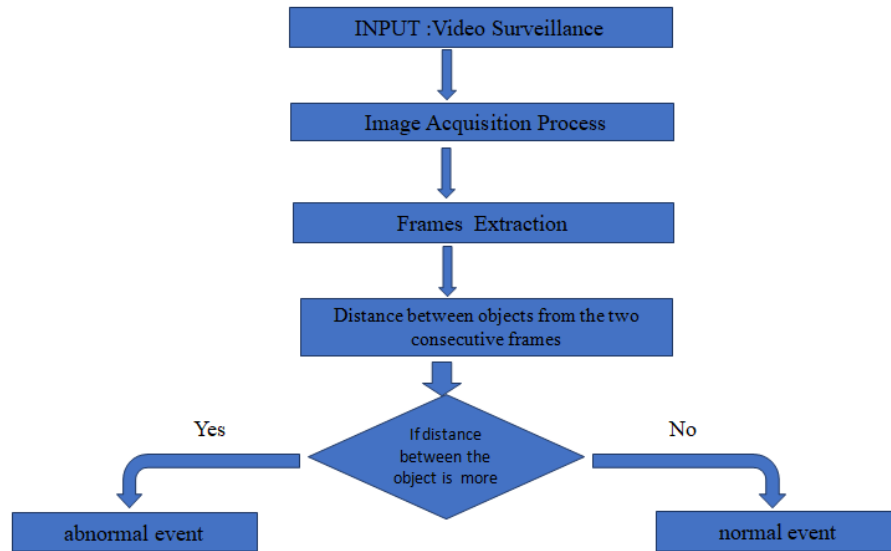 INPUT :Video Surveillance
Image Acquisition Process
Frames Extraction
Distance between objects from the two
consecutive frames
Yes
If distance
between the
object is more
No
abnormal event
normal event